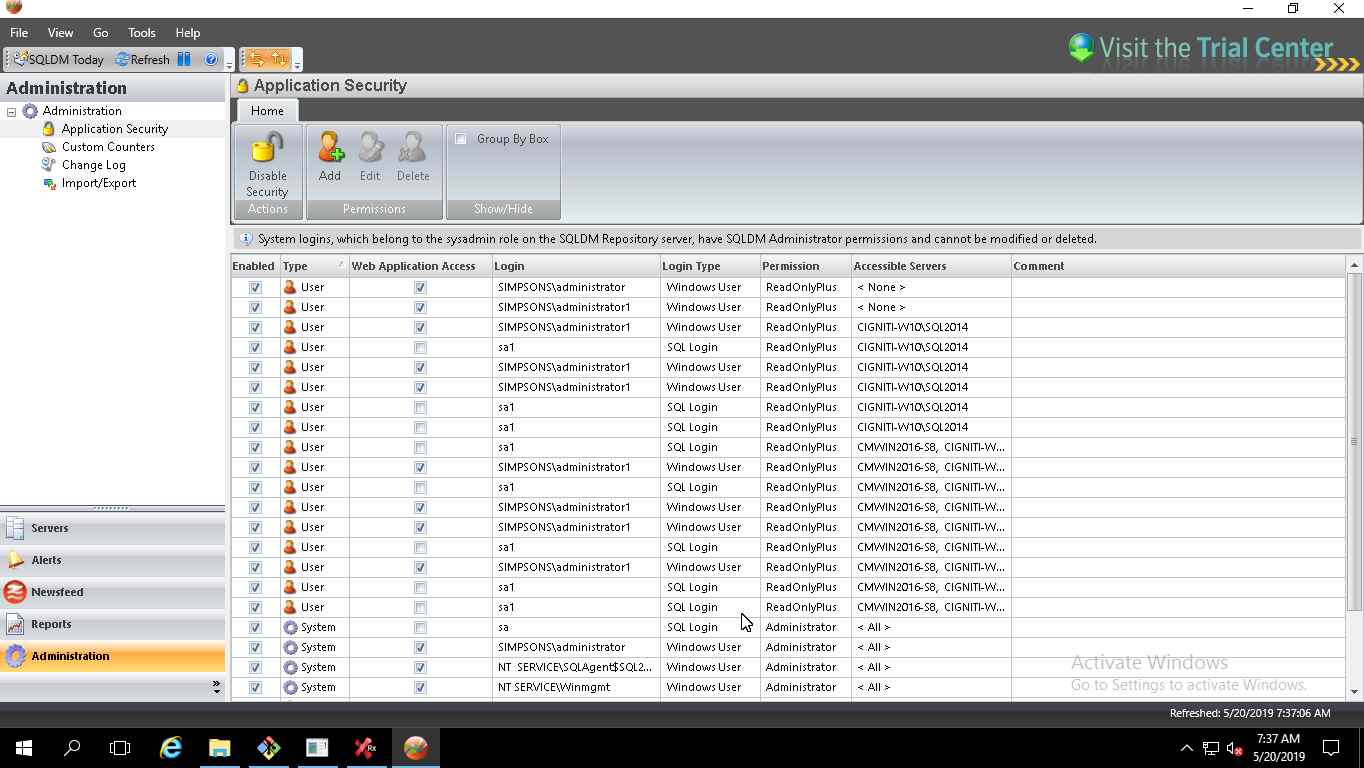 File View Go Tools Help
SQLDM Today Refresh
Visit the Trial Center
Administration
Administration
Application Security
Custom Counters
Change Log
Import/Export
Servers
Alerts
Newsfeed
Reports
Administration
Application Security
Home
Disable Security
Actions
Add Edit Delete
Permissions
Group By Box
Show/Hide
System logins, which belong to the sysadmin role on the SQLDM Repository server, have SQLDM Administrator permissions and cannot be modified or deleted.
Enabled Type Web Application Access Login Login Type Permission Accessible Servers Comment
User SIMPSONS\administrator Windows User ReadOnlyPlus < None >
User SIMPSONS\administrator1 Windows User ReadOnlyPlus < None >
User SIMPSONS\administrator1 Windows User ReadOnlyPlus CIGNITI-W10\SQL2014
User sa1 SQL Login ReadOnlyPlus CIGNITI-W10\SQL2014
User SIMPSONS\administrator1 Windows User ReadOnlyPlus CIGNITI-W10\SQL2014
User SIMPSONS\administrator1 Windows User ReadOnlyPlus CIGNITI-W10\SQL2014
User sa1 SQL Login ReadOnlyPlus CIGNITI-W10\SQL2014
User sa1 SQL Login ReadOnlyPlus CIGNITI-W10\SQL2014
User sa1 SQL Login ReadOnlyPlus CMWIN2016-S8, CIGNITI-W...
User SIMPSONS\administrator1 Windows User ReadOnlyPlus CMWIN2016-S8, CIGNITI-W...
User sa1 SQL Login ReadOnlyPlus CMWIN2016-S8, CIGNITI-W...
User SIMPSONS\administrator1 Windows User ReadOnlyPlus CMWIN2016-S8, CIGNITI-W...
User SIMPSONS\administrator1 Windows User ReadOnlyPlus CMWIN2016-S8, CIGNITI-W...
User sa1 SQL Login ReadOnlyPlus CMWIN2016-S8, CIGNITI-W...
User SIMPSONS\administrator1 Windows User ReadOnlyPlus CMWIN2016-S8, CIGNITI-W...
User sa1 SQL Login ReadOnlyPlus CMWIN2016-S8, CIGNITI-W...
User sa1 SQL Login ReadOnlyPlus CMWIN2016-S8, CIGNITI-W...
System sa SQL Login Administrator < All >
System SIMPSONS\administrator Windows User Administrator < All >
System NT SERVICE\SQLAgent$SQL2... Windows User Administrator < All >
System NT SERVICE\Winmgmt Windows User Administrator < All >
Activate Windows
Go to Settings to activate Windows.
Refreshed: 5/20/2019 7:37:06 AM
Rx
7:37 AM
5/20/2019